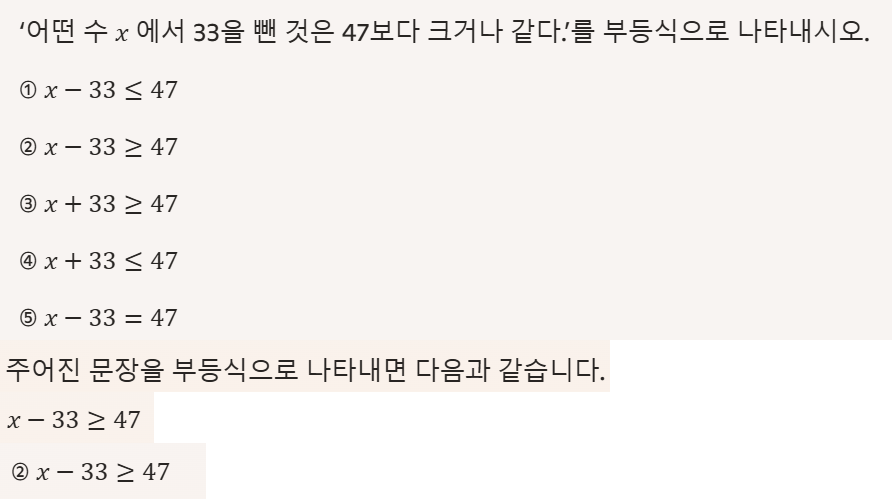 ‘어떤 수 x 에서 33을 뺀 것은 47보다 크거나 같다.’를 부등식으로 나타내시오.
① x − 33 ≤ 47
② x − 33 ≥ 47
③ x + 33 ≥ 47
④ x + 33 ≤ 47
⑤ x − 33 = 47
주어진 문장을 부등식으로 나타내면 다음과 같습니다.
x − 33 ≥ 47
② x − 33 ≥ 47